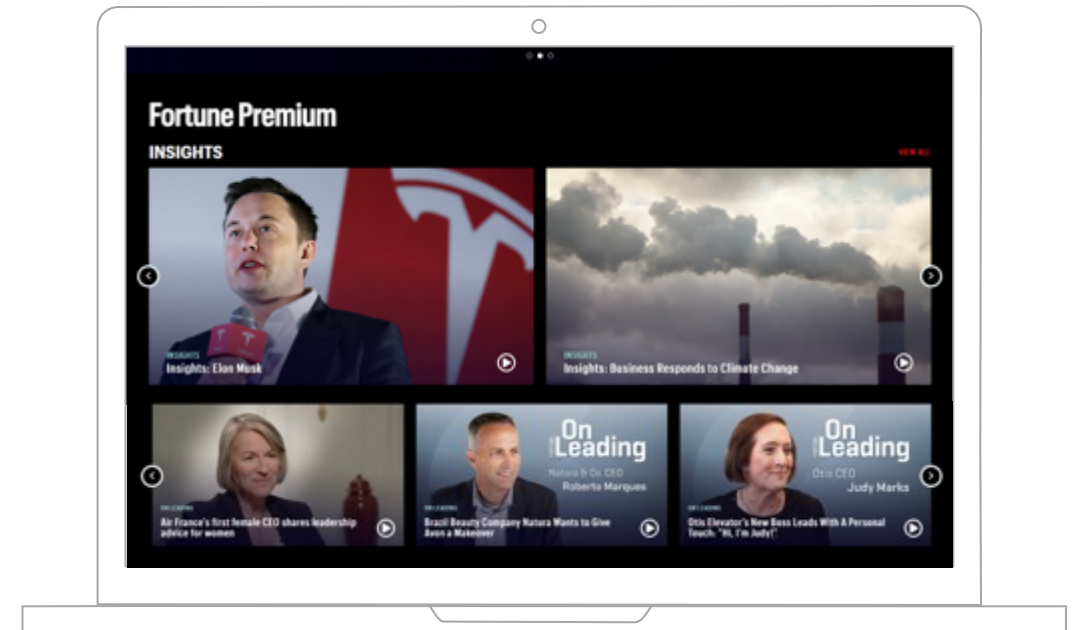 Fortune Premium
INSIGHTS
VIEW ALL
INSIGHTS
Insights: Elon Musk
INSIGHTS
Insights: Business Responds to Climate Change
ON LEADING
Air France's first female CEO shares leadership
advice for women
On
Leading
Natura & Co. CEO
Roberto Marques
ON LEADING
Brazil Beauty Company Natura Wants to Give
Avon a Makeover
On
Leading
Otis CEO
Judy Marks
ON LEADING
Otis Elevator's New Boss Leads With A Personal
Touch: "Hi, I'm Judy!"